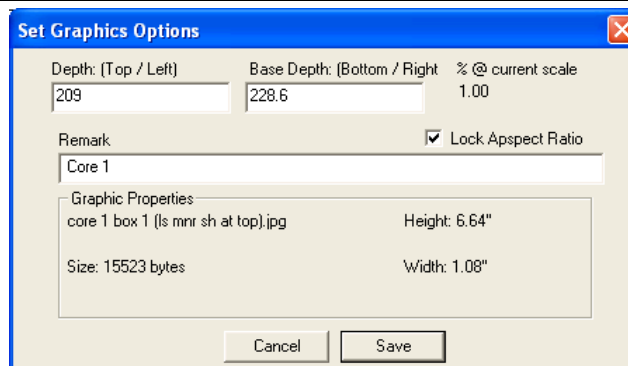 Set Graphics Options
Depth: (Top / Left) Base Depth: (Bottom / Right % @ current scale
209 228.6 1.00
Remark Lock Apspect Ratio
Core 1
Graphic Properties
core 1 box 1 (ls mnr sh at top).jpg Height: 6.64"
Size: 15523 bytes Width: 1.08"
Cancel Save